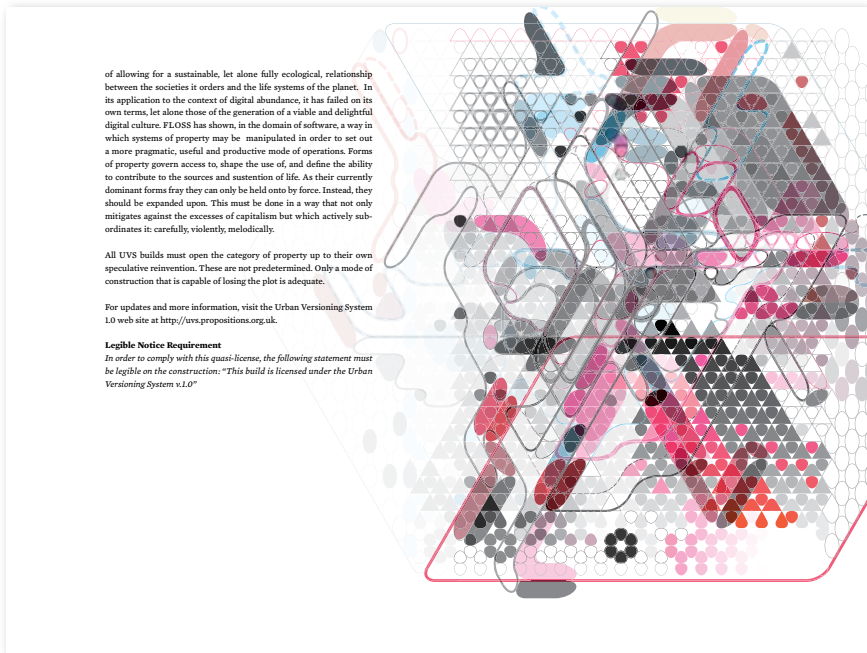 of allowing for a sustainable, let alone fully ecological, relationship
between the societies it orders and the life systems of the planet. In
its application to the context of digital abundance, it has failed on its
own terms, let alone those of the generation of a viable and delightful
digital culture. FLOSS has shown, in the domain of software, a way in
which systems of property may be manipulated in order to set out
a more pragmatic, useful and productive mode of operations. Forms
of property govern access to, shape the use of, and define the ability
to contribute to the sources and sustention of life. As their currently
dominant forms fray they can only be held onto by force. Instead, they
should be expanded upon. This must be done in a way that not only
mitigates against the excesses of capitalism but which actively sub-
ordinates it: carefully, violently, melodically.
All UVS builds must open the category of property up to their own
speculative reinvention. These are not predetermined. Only a mode of
construction that is capable of losing the plot is adequate.
For updates and more information, visit the Urban Versioning System
1.0 web site at http://uvs.propositions.org.uk.
Legible Notice Requirement
In order to comply with this quasi-license, the following statement must
be legible on the construction: “This build is licensed under the Urban
Versioning System v.1.0”